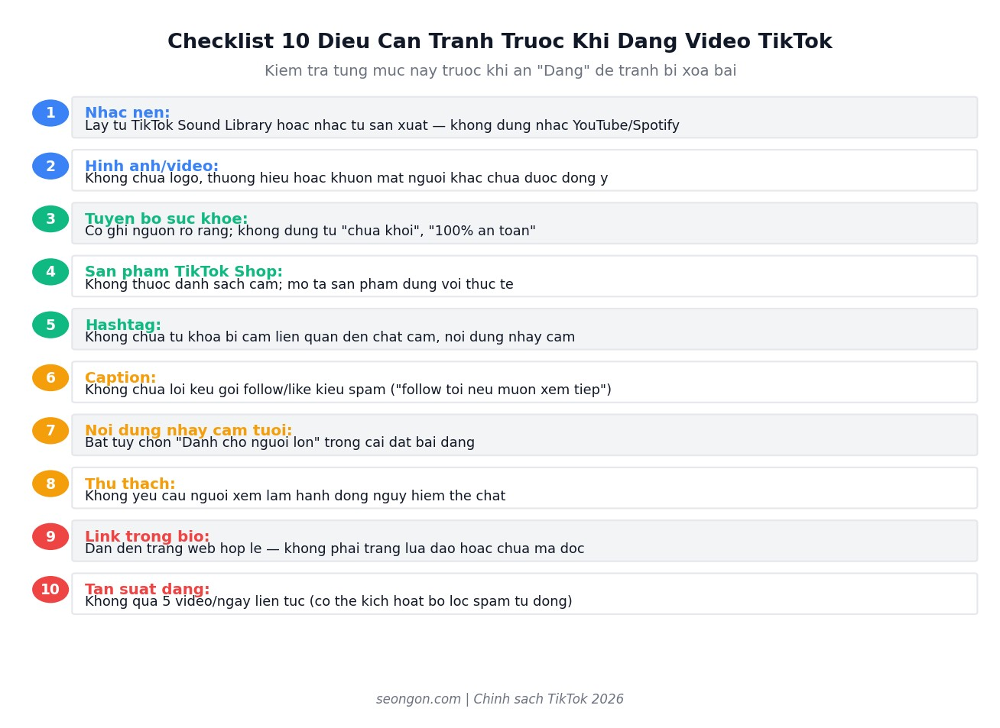 Checklist 10 Dieu Can Tranh Truoc Khi Dang Video TikTok
Kiem tra tung muc nay truoc khi an "Dang" de tranh bi xoa bai
1
Nhac nen:
Lay tu TikTok Sound Library hoac nhac tu san xuat — khong dung nhac YouTube/Spotify
2
Hinh anh/video:
Khong chua logo, thuong hieu hoac khuon mat nguoi khac chua duoc dong y
3
Tuyen bo suc khoe:
Co ghi nguon ro rang; khong dung tu "chua khoi", "100% an toan"
4
San pham TikTok Shop:
Khong thuoc danh sach cam; mo ta san pham dung voi thuc te
5
Hashtag:
Khong chua tu khoa bi cam lien quan den chat cam, noi dung nhay cam
6
Caption:
Khong chua loi keu goi follow/like kieu spam ("follow toi neu muon xem tiep")
7
Noi dung nhay cam tuoi:
Bat tuy chon "Danh cho nguoi lon" trong cai dat bai dang
8
Thu thach:
Khong yeu cau nguoi xem lam hanh dong nguy hiem the chat
9
Link trong bio:
Dan den trang web hop le — khong phai trang lua dao hoac chua ma doc
10
Tan suat dang:
Khong qua 5 video/ngay lien tuc (co the kich hoat bo loc spam tu dong)
seongon.com | Chinh sach TikTok 2026